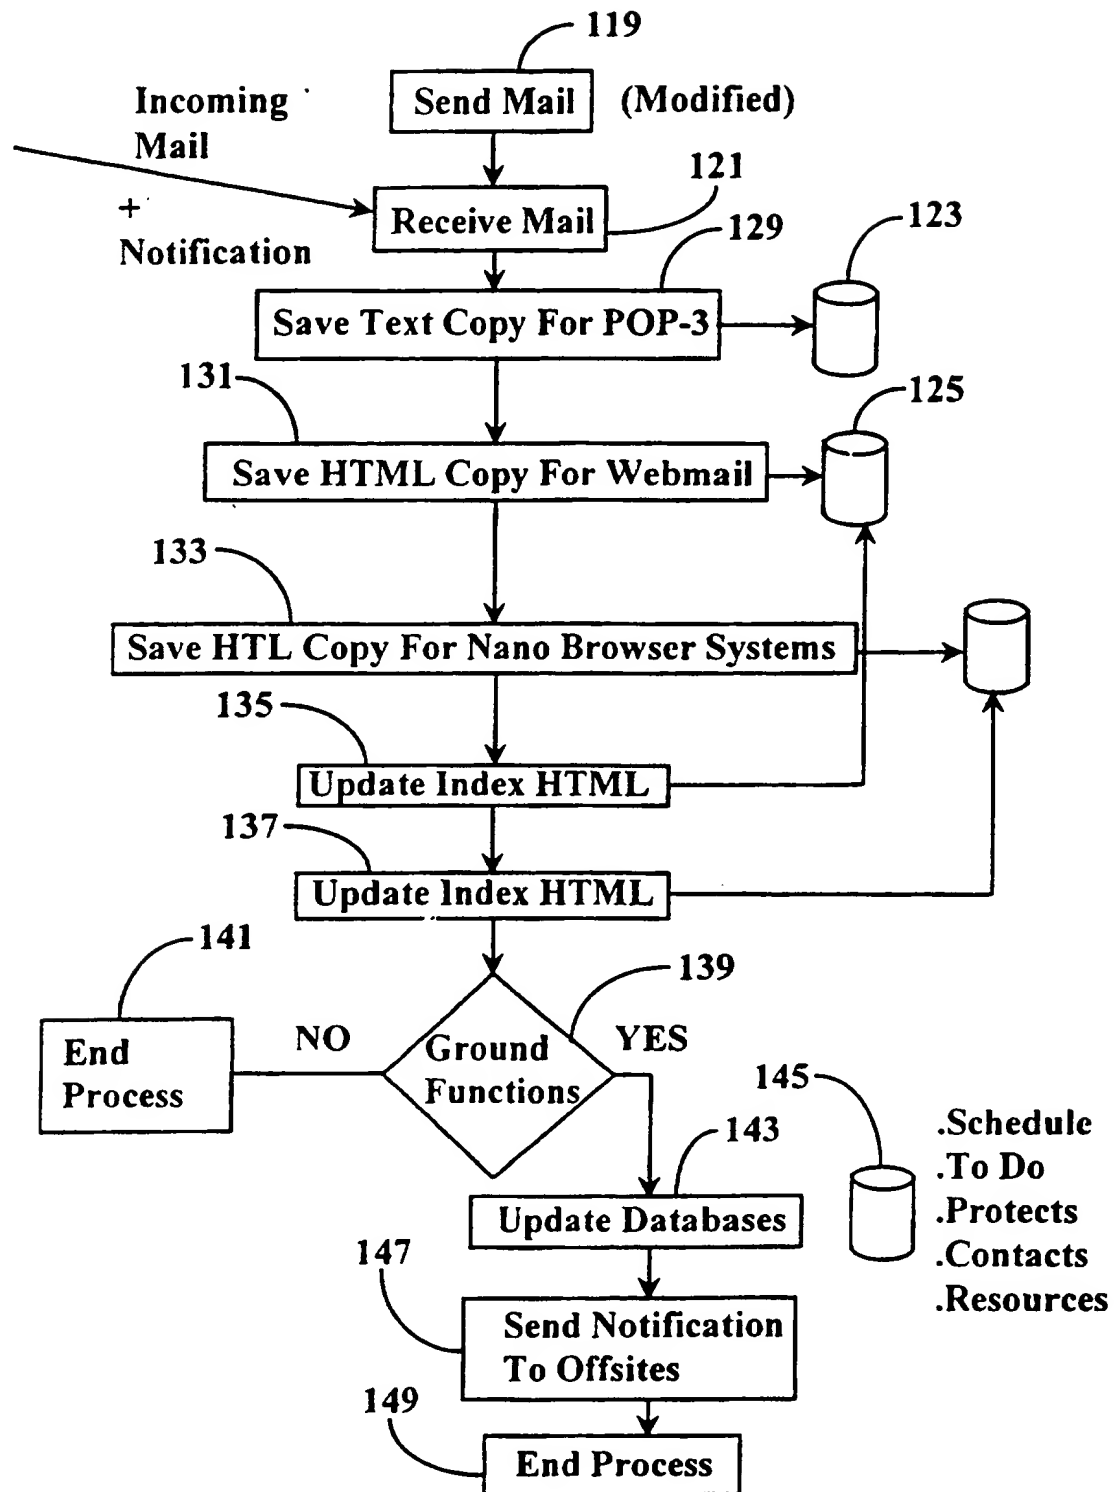 119
Send Mail
(Modified)
Incoming
Mail
+
Notification
121
Receive Mail
129
123
Save Text Copy For POP-3
131
125
Save HTML Copy For Webmail
133
Save HTL Copy For Nano Browser Systems
135
Update Index HTML
137
Update Index HTML
141
139
End
Process
NO
Ground
Functions
YES
145
.Schedule
.To Do
.Protects
.Contacts
.Resources
143
Update Databases
147
Send Notification
To Offsites
149
End Process